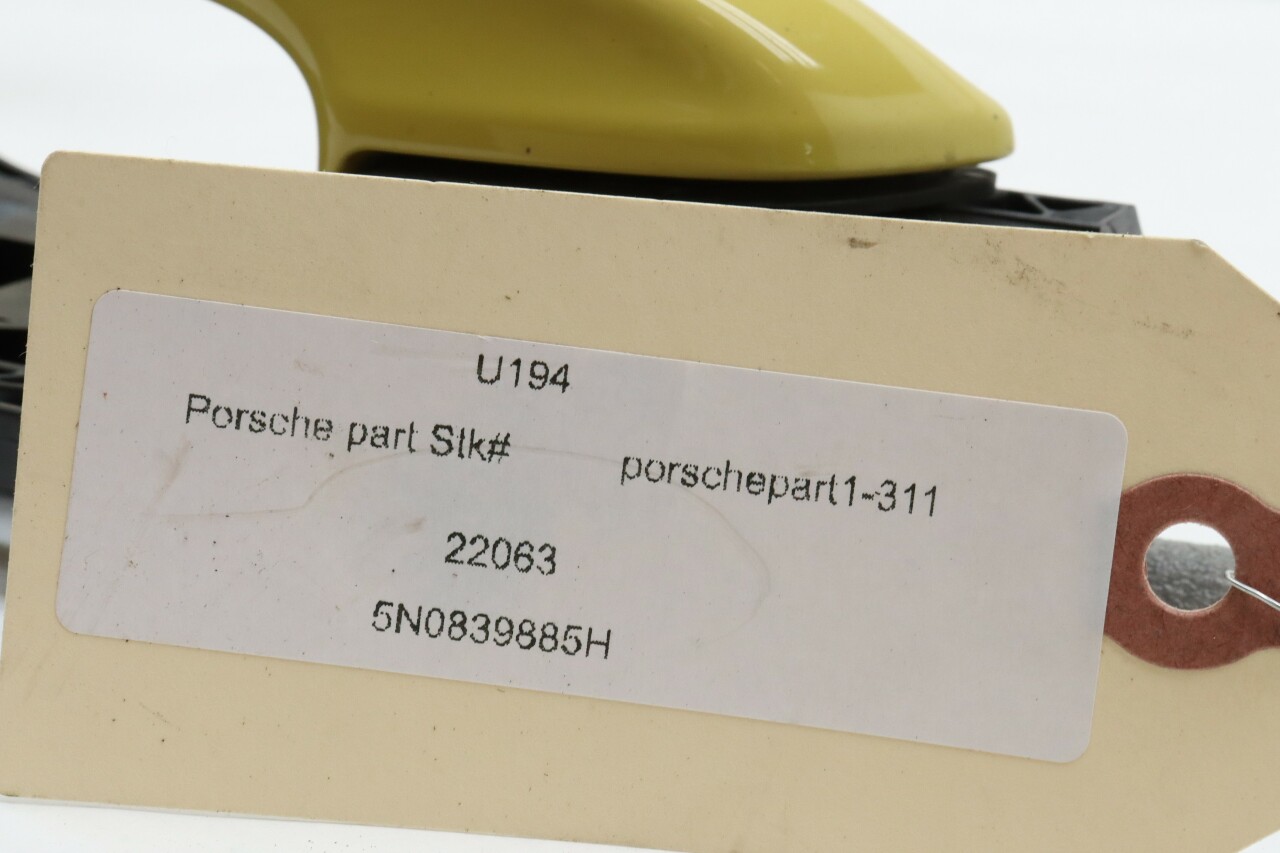 U194
Porsche part Stk# porschepart1-311
22063
5N0839885H